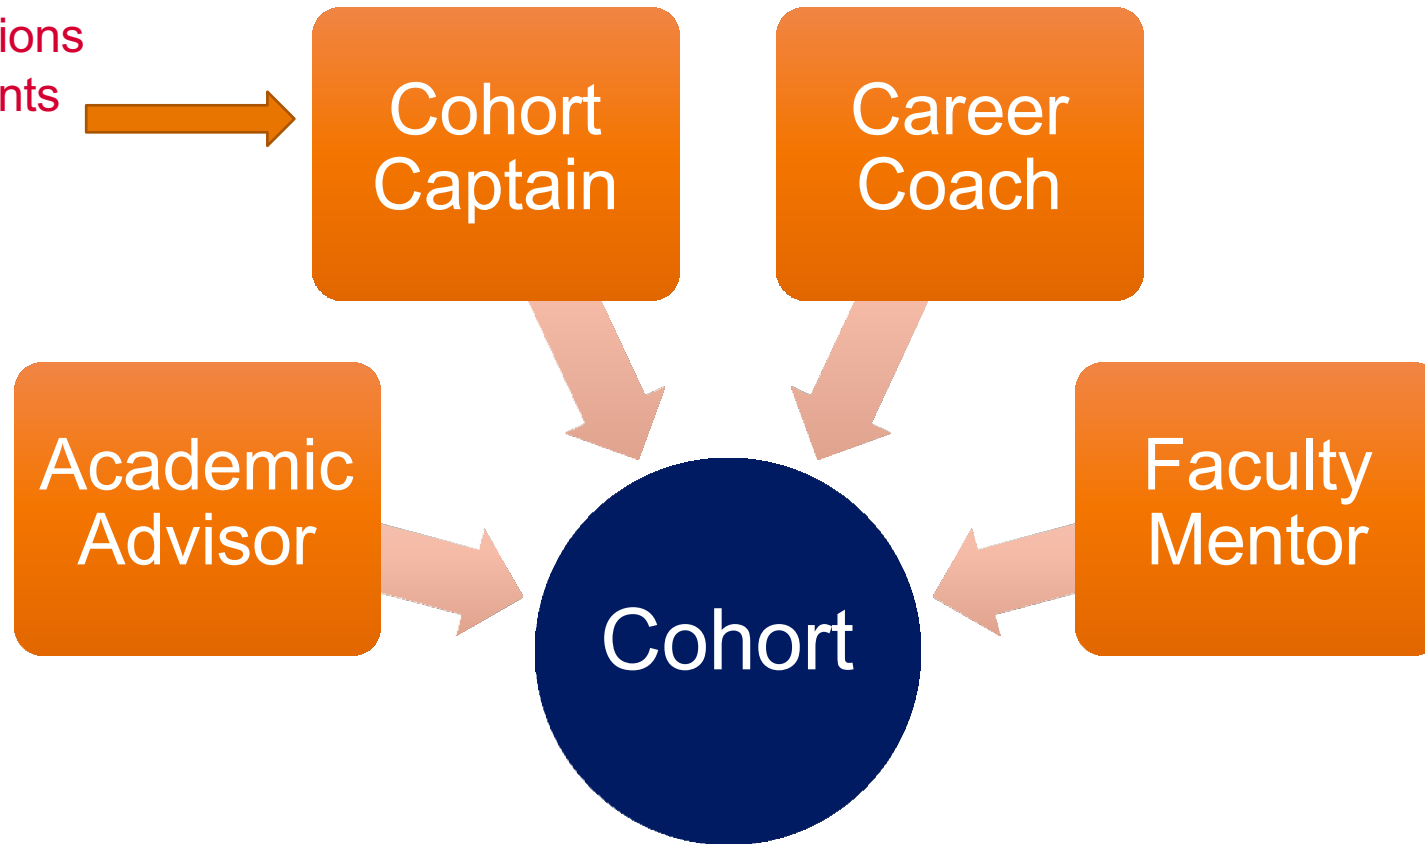 Cohort
Captain
Career
Coach
Academic
Advisor
Faculty
Mentor
Cohort